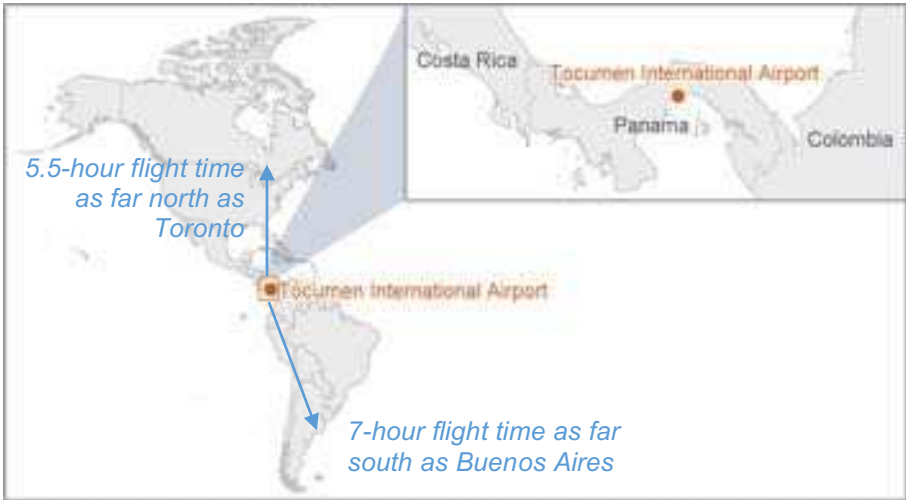 Costa Rica
Tocumen International Airport
Panama
Colombia
5.5-hour flight time
as far north as
Toronto
Tocumen International Airport
7-hour flight time as far
south as Buenos Aires